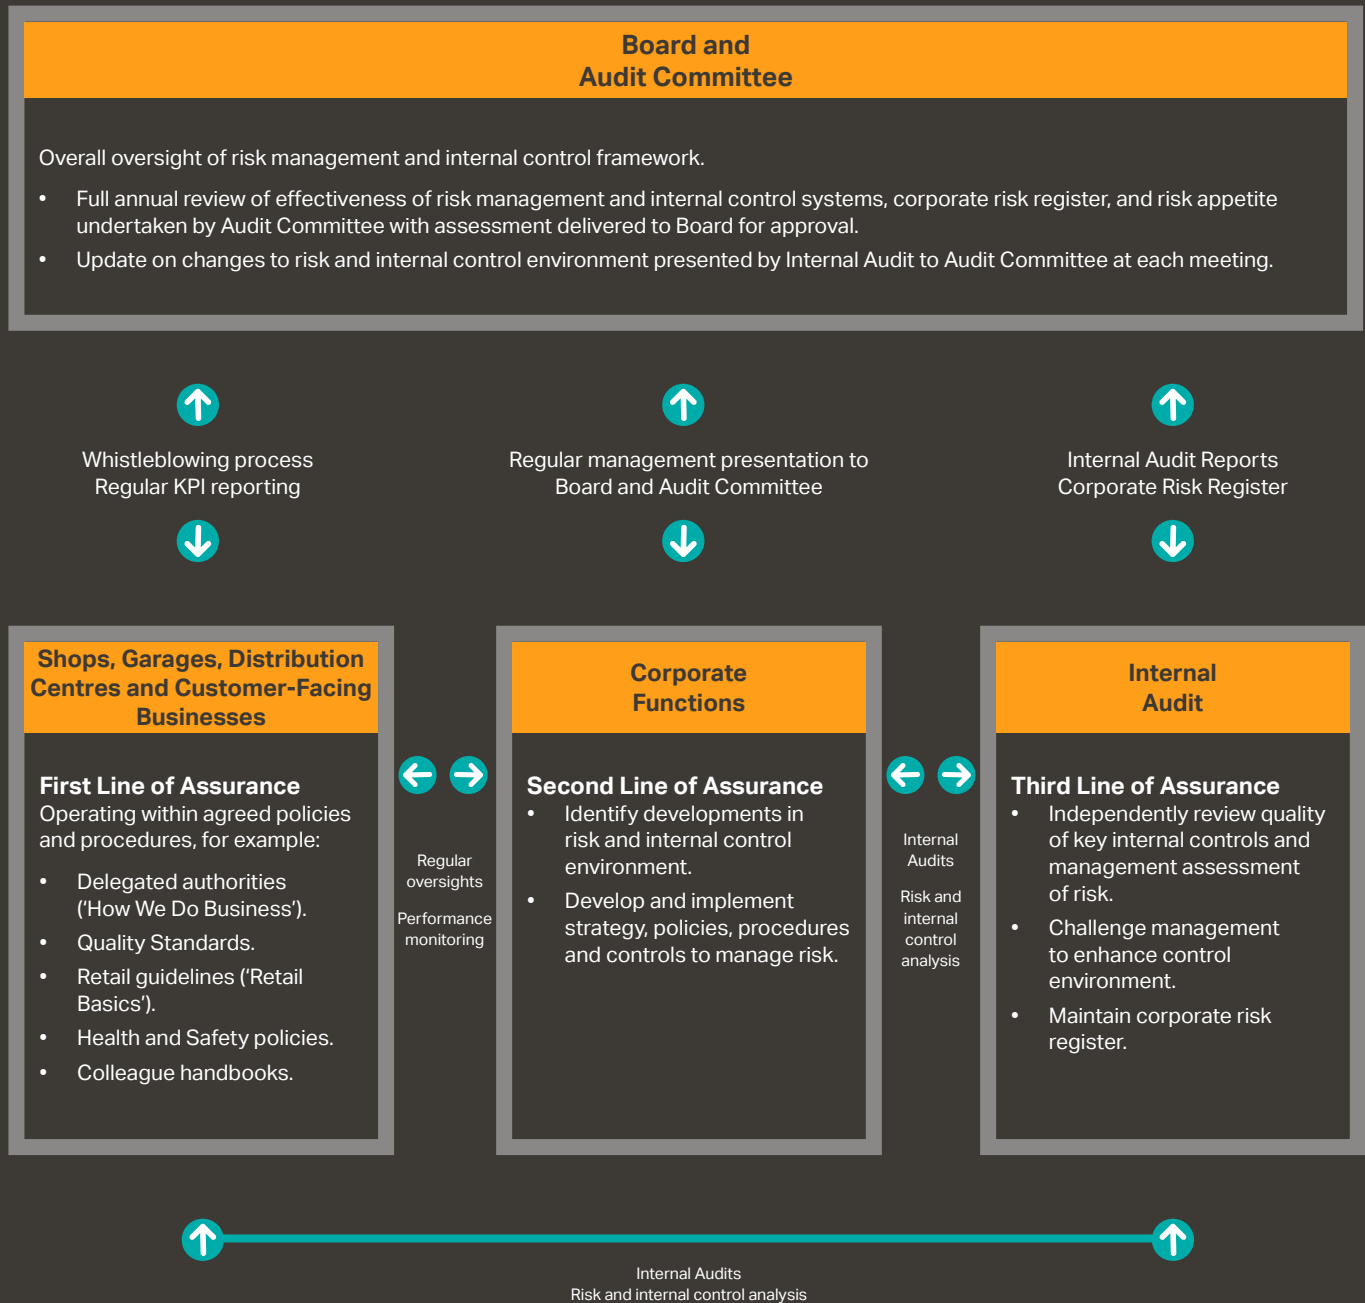 Board and
Audit Committee
Overall oversight of risk management and internal control framework.
• Full annual review of effectiveness of risk management and internal control systems, corporate risk register, and risk appetite
undertaken by Audit Committee with assessment delivered to Board for approval.
• Update on changes to risk and internal control environment presented by Internal Audit to Audit Committee at each meeting.
Whistleblowing process
Regular KPI reporting
Regular management presentation to
Board and Audit Committee
Internal Audit Reports
Corporate Risk Register
Shops, Garages, Distribution
Centres and Customer-Facing
Businesses
First Line of Assurance
Operating within agreed policies
and procedures, for example:
• Delegated authorities
(‘How We Do Business’).
• Quality Standards.
• Retail guidelines (‘Retail
Basics’).
• Health and Safety policies.
• Colleague handbooks.
Regular
oversights
Performance
monitoring
Corporate
Functions
Second Line of Assurance
• Identify developments in
risk and internal control
environment.
• Develop and implement
strategy, policies, procedures
and controls to manage risk.
Internal
Audits
Risk and
internal
control
analysis
Internal
Audit
Third Line of Assurance
• Independently review quality
of key internal controls and
management assessment
of risk.
• Challenge management
to enhance control
environment.
• Maintain corporate risk
register.
Internal Audits
Risk and internal control analysis